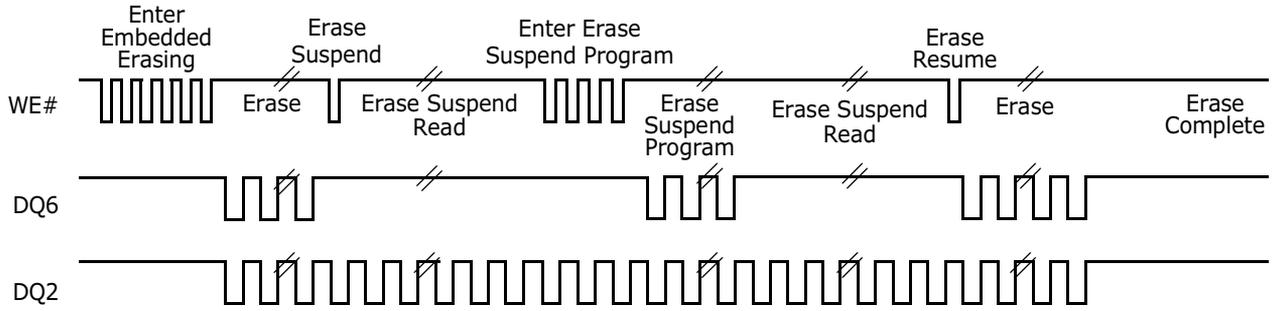 Enter
Embedded
Erasing
Erase
Suspend
Enter Erase
Suspend Program
Erase
Resume
WE#
Erase
Erase Suspend
Read
Erase
Suspend
Program
Erase Suspend
Read
Erase
Erase
Complete
DQ6
DQ2